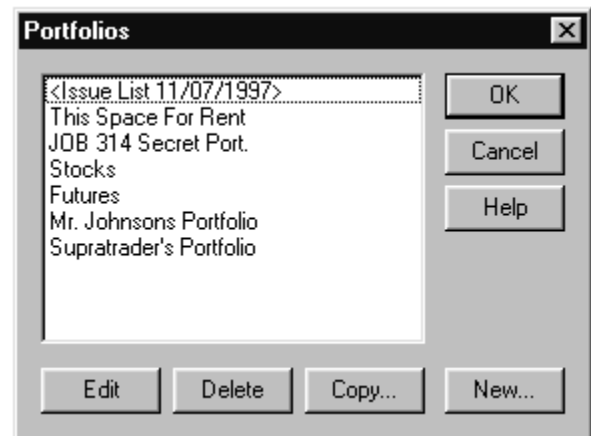 Portfolios
<Issue List 11/07/1997>
This Space For Rent
JOB 314 Secret Port.
Stocks
Futures
Mr. Johnsons Portfolio
Supratrader's Portfolio
OK
Cancel
Help
Edit
Delete
Copy...
New...